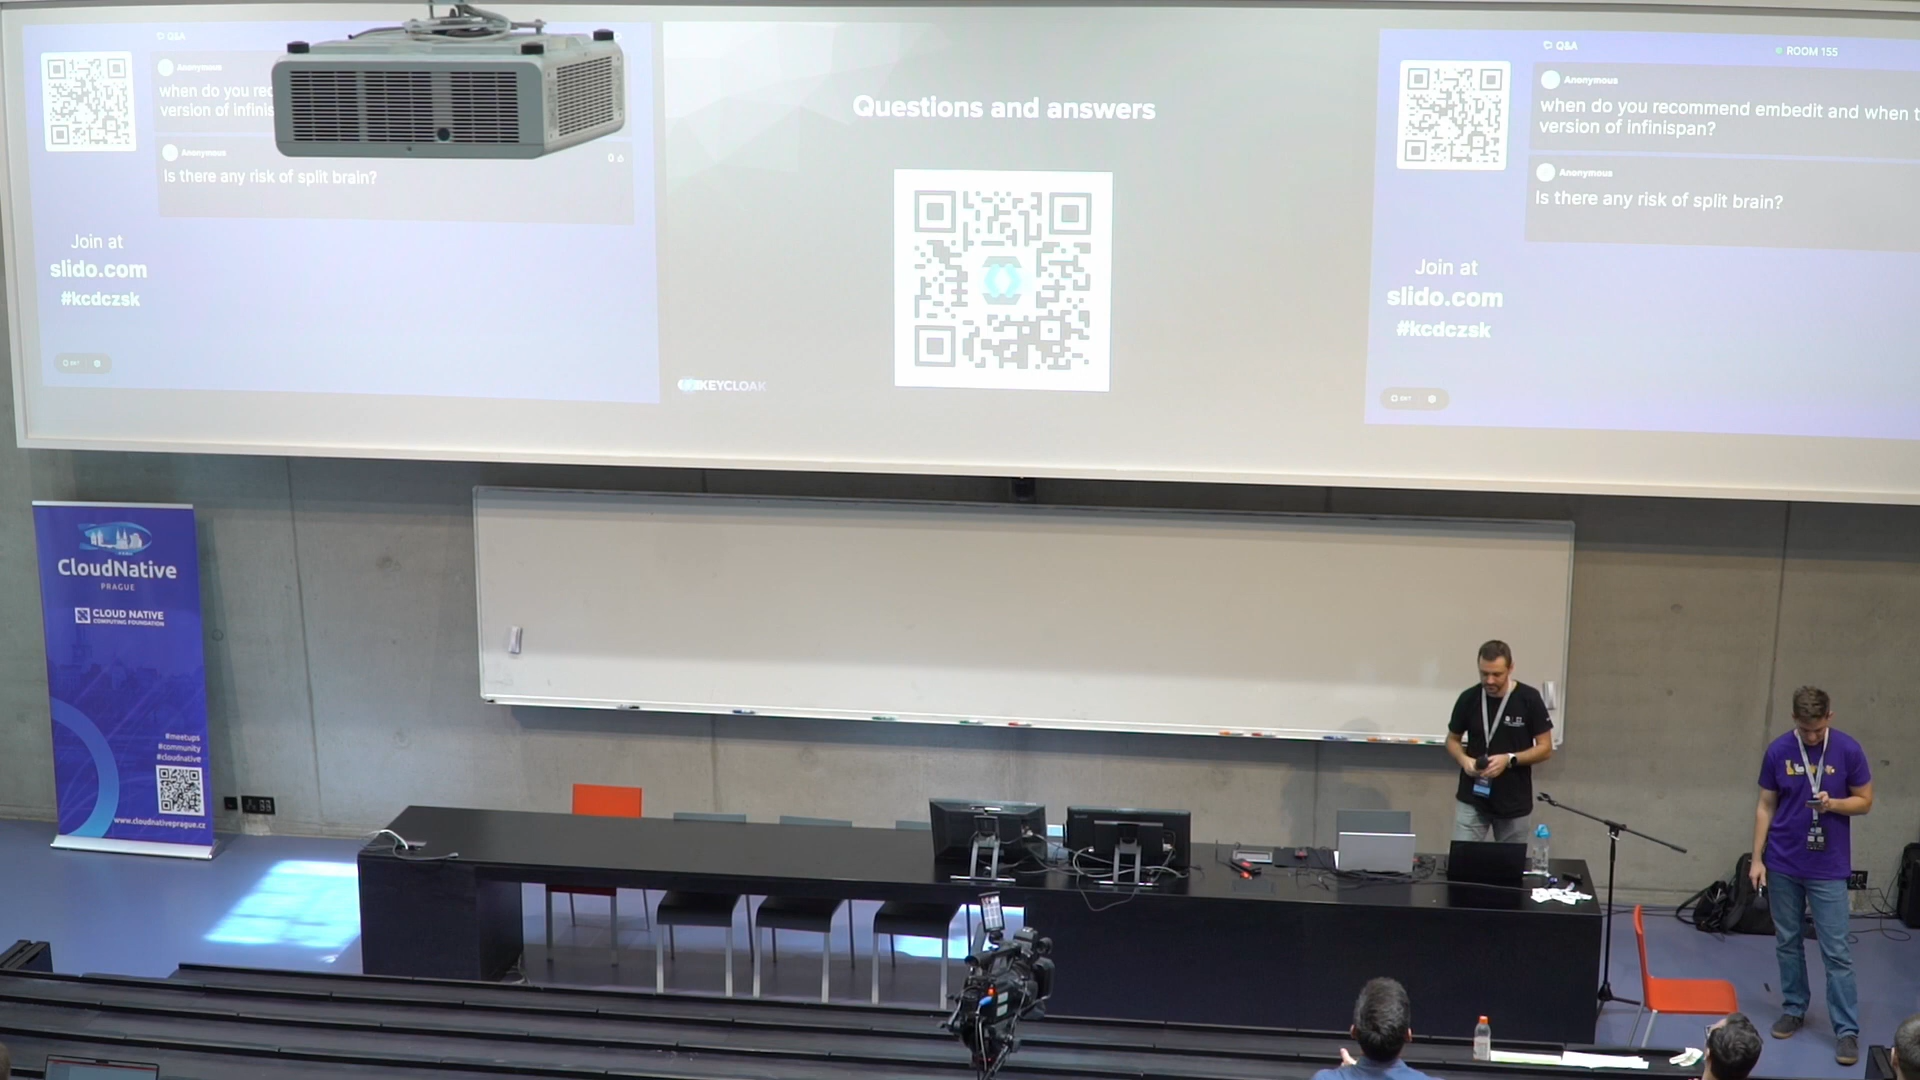 Q&A
Anonymous
when do you rec
version of infinis
Anonymous
0
Is there any risk of split brain?
Join at
slido.com
#kcdczsk
Questions and answers
KEYCLOAK
Q&A
ROOM 155
Anonymous
when do you recommend embedit and when t
version of infinispan?
Anonymous
Is there any risk of split brain?
Join at
slido.com
#kcdczsk
CloudNative
PRAGUE
CLOUD NATIVE
COMPUTING FOUNDATION
#meetups
#community
#cloudnative
www.cloudnativeprague.cz